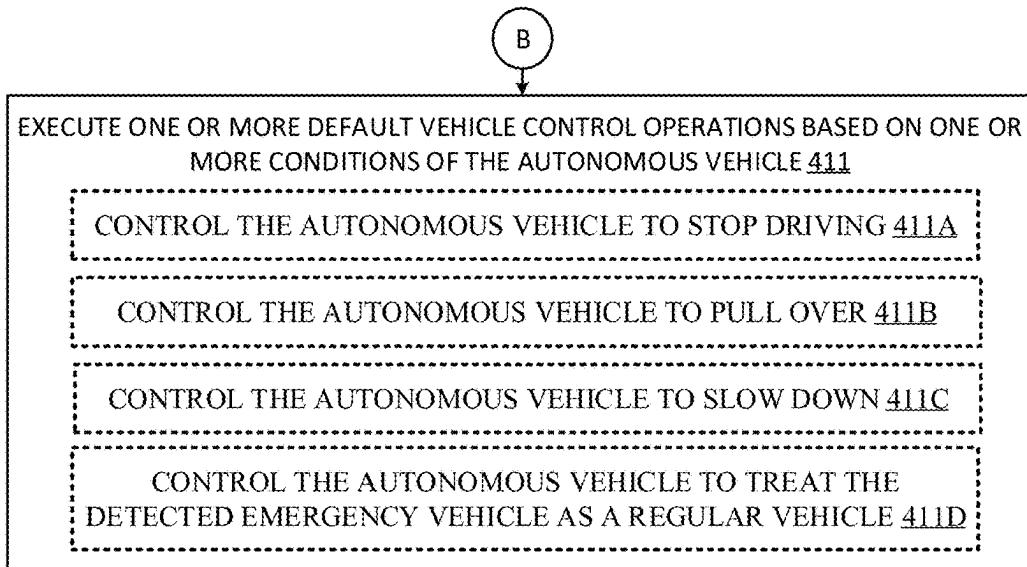 B
EXECUTE ONE OR MORE DEFAULT VEHICLE CONTROL OPERATIONS BASED ON ONE OR
MORE CONDITIONS OF THE AUTONOMOUS VEHICLE 411
CONTROL THE AUTONOMOUS VEHICLE TO STOP DRIVING 411A
CONTROL THE AUTONOMOUS VEHICLE TO PULL OVER 411B
CONTROL THE AUTONOMOUS VEHICLE TO SLOW DOWN 411C
CONTROL THE AUTONOMOUS VEHICLE TO TREAT THE
DETECTED EMERGENCY VEHICLE AS A REGULAR VEHICLE 411D